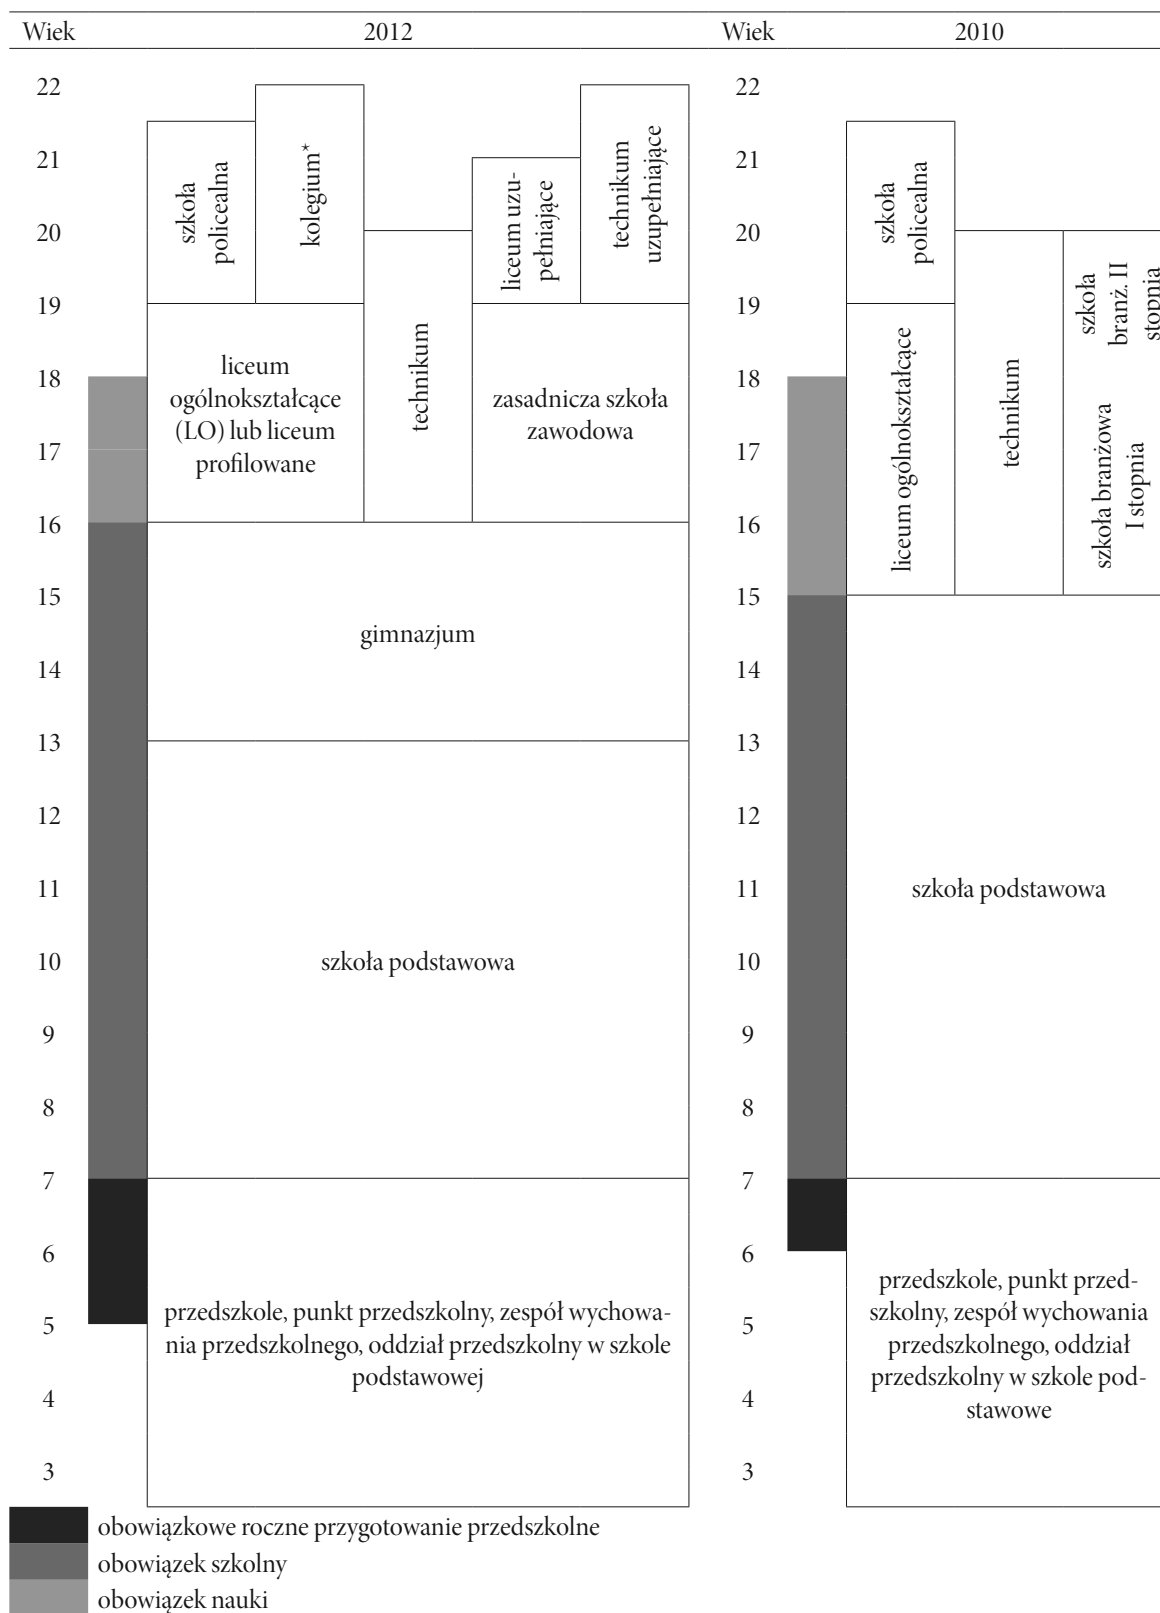 Wiek 2012 Wiek 2010
22
21
20
19
18
17
16
15
14
13
12
11
10
9
8
7
6
5
4
3
szkoła
policealna
kolegium*
technikum
liceum uzu-
pełniające
technikum
uzupełniające
liceum
ogólnokształcące
(LO) lub liceum
profilowane
zasadnicza szkoła
zawodowa
gimnazjum
szkoła podstawowa
przedszkole, punkt przedszkolny, zespół wychowa-
nia przedszkolnego, oddział przedszkolny w szkole
podstawowej
22
21
20
19
18
17
16
15
14
13
12
11
10
9
8
7
6
5
4
3
szkoła
policealna
liceum ogólnokształcące
technikum
szkoła
branż. II
stopnia
szkoła branżowa
I stopnia
szkoła podstawowa
przedszkole, punkt przed-
szkolny, zespół wychowania
przedszkolnego, oddział
przedszkolny w szkole pod-
stawowe
obowiązkowe roczne przygotowanie przedszkolne
obowiązek szkolny
obowiązek nauki